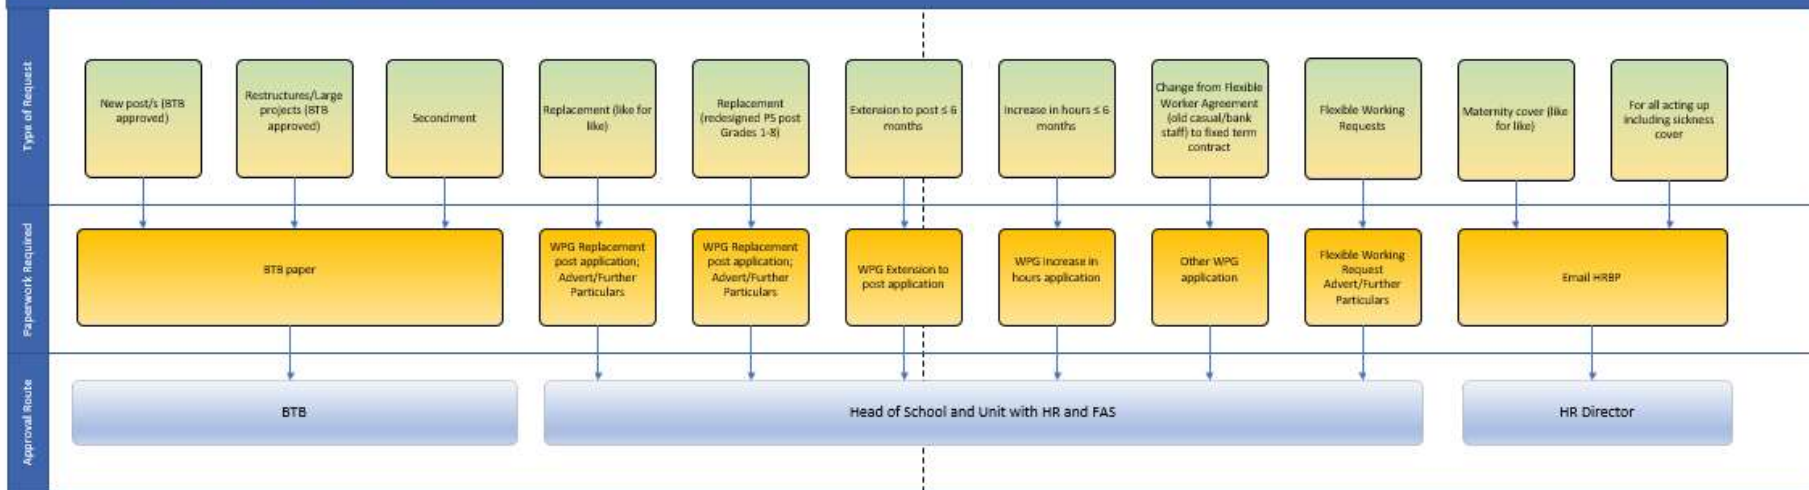 Type of Request
New post/s (BTB
approved)
Restructures/Large
projects (BTB
approved)
Secondment
Replacement (like for
like)
Replacement
(redesigned PS post
Grades 1-8)
Extension to post ≤ 6
months
Increase in hours ≤ 6
months
Change from Flexible
Worker Agreement
(old casual/bank
staff) to fixed term
contract
Flexible Working
Requests
Maternity cover (like
for like)
For all acting up
including sickness
cover
Paperwork Required
BTB paper
WPG Replacement
post application;
Advert/Further
Particulars
WPG Replacement
post application;
Advert/Further
Particulars
WPG Extension to
post application
WPG Increase in
hours application
Other WPG
application
Flexible Working
Request
Advert/Further
Particulars
Email HRBP
Approval Route
BTB
Head of School and Unit with HR and FAS
HR Director